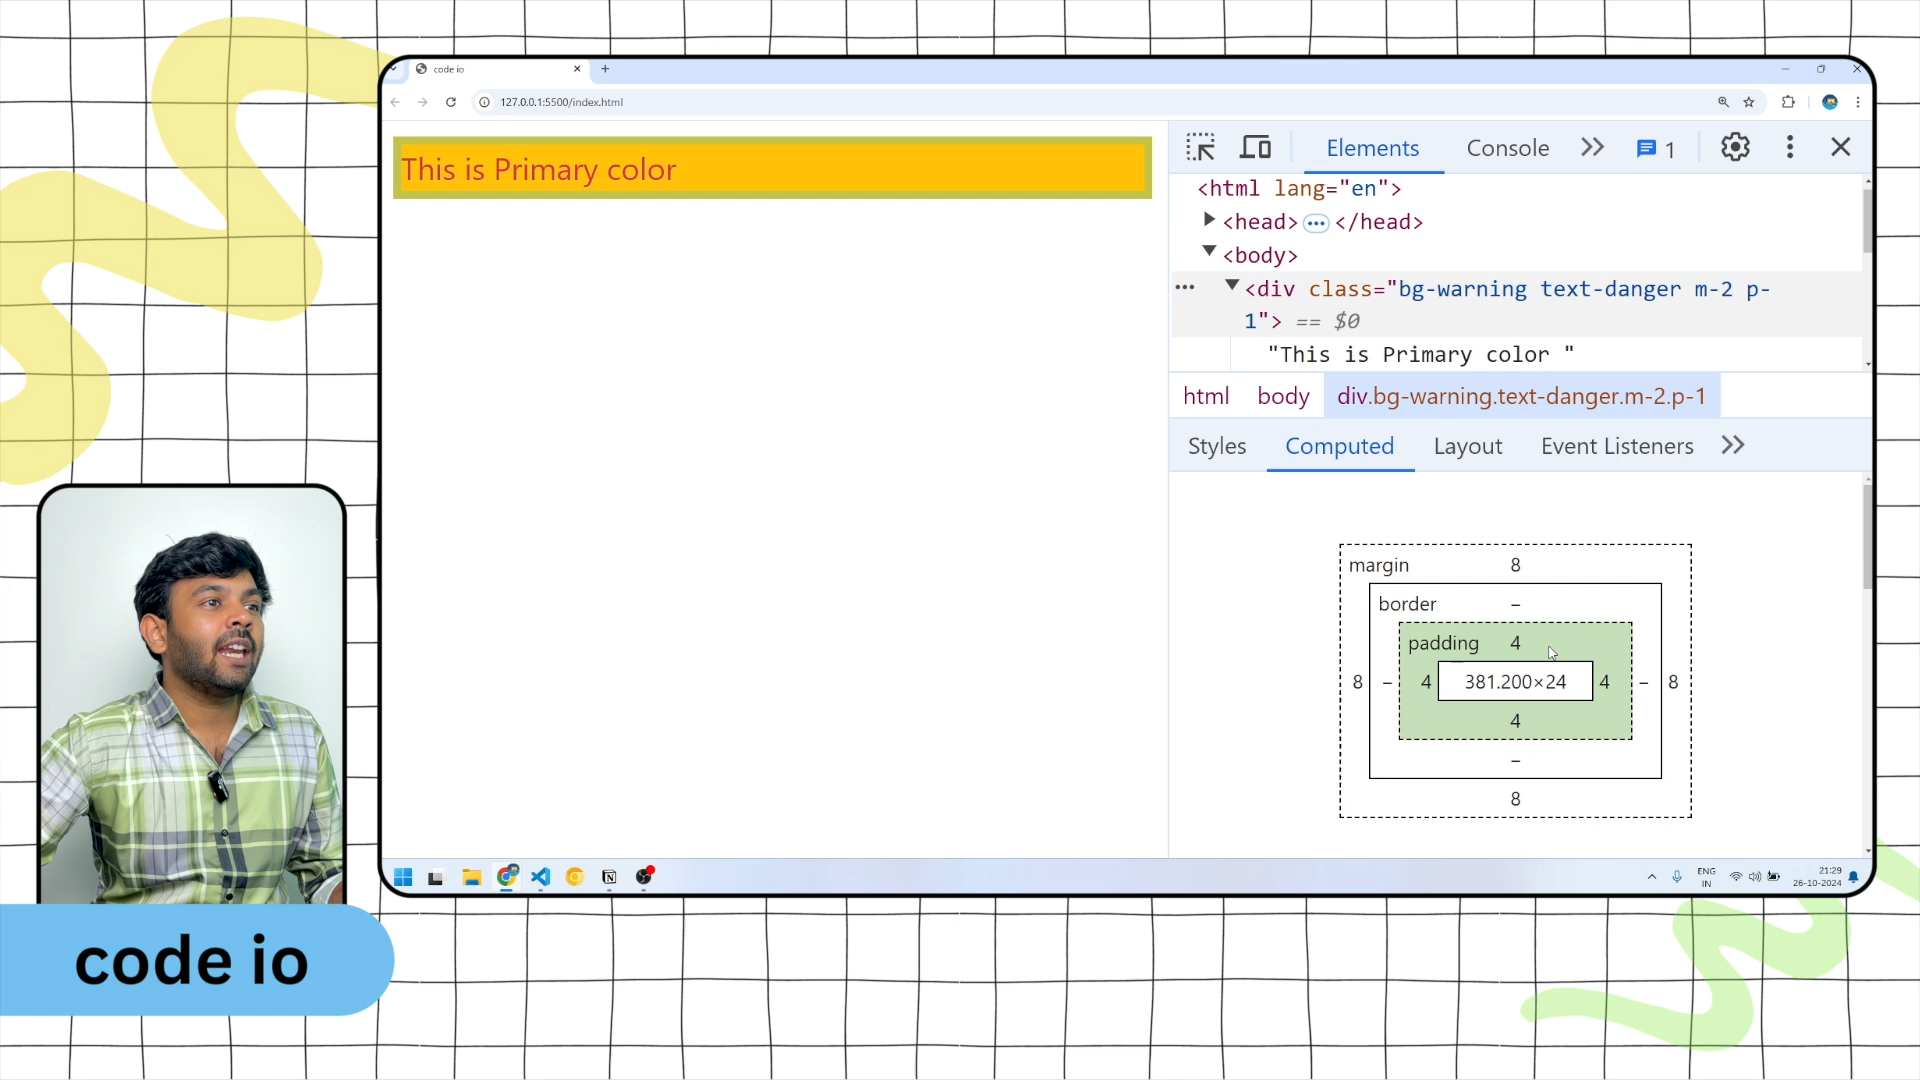 code io
127.0.0.1:5500/index.html
This is Primary color
Elements
Console
1
<html lang="en">
<head> ••• </head>
<body>
••• <div class="bg-warning text-danger m-2 p-
1"> == $0
"This is Primary color "
html body div.bg-warning.text-danger.m-2.p-1
Styles Computed Layout Event Listeners
margin 8
border –
padding 4
8 – 4 381.200×24 4 – 8
4
–
8
ENG
IN
21:29
26-10-2024
code io